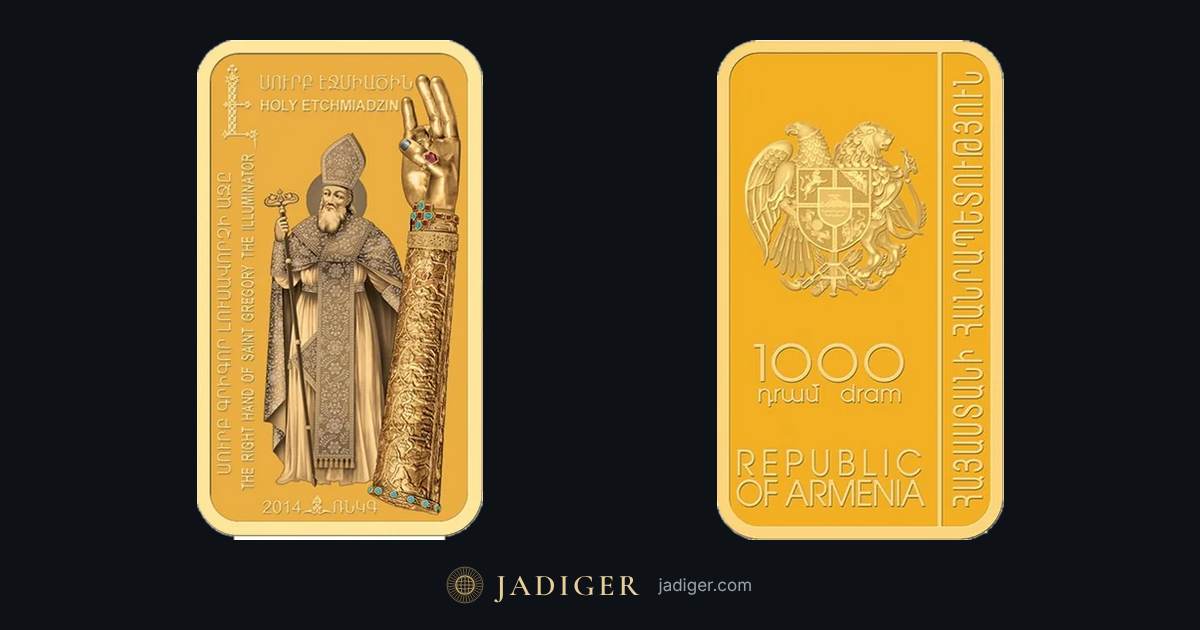 ՍՈՒՐԲ ԷՋՄԻԱԾԻՆ
HOLY ETCHMIADZIN
ՍՈՒՐԲ ԳՐԻԳՈՐ ԼՈՒՍԱՎՈՐՉԻ ԱՋԸ
THE RIGHT HAND OF SAINT GREGORY THE ILLUMINATOR
2014 ՌՆԿԳ
1000
դրամ dram
REPUBLIC
OF ARMENIA
ՀԱՅԱՍՏԱՆԻ ՀԱՆՐԱՊԵՏՈՒԹՅՈՒՆ
JADIGER jadiger.com